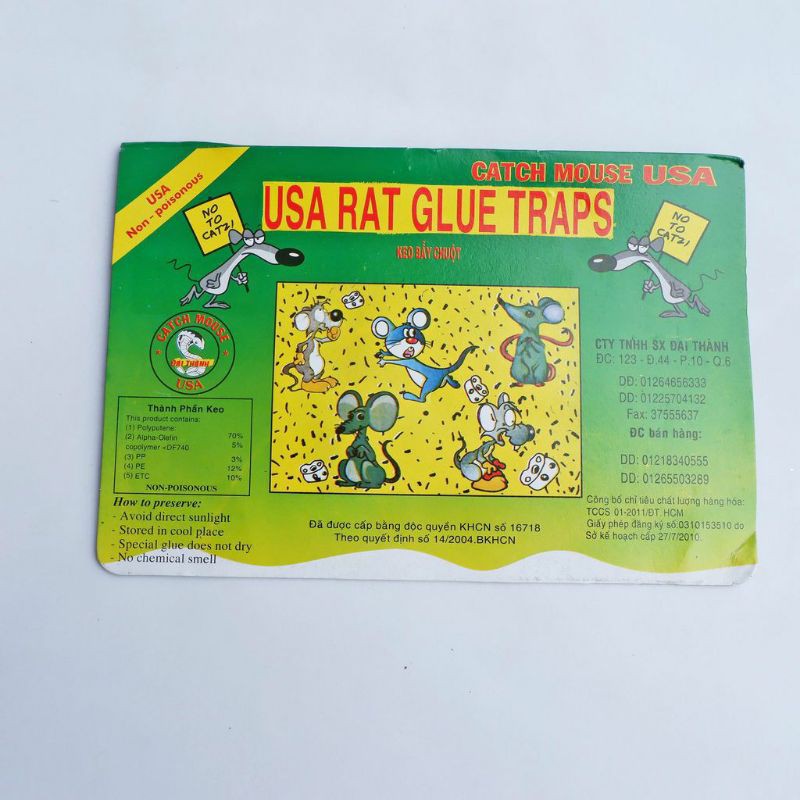 USA
Non - poisonous
CATCH MOUSE USA
USA RAT GLUE TRAPS
KEO BẨY CHUỘT
NO
TO
CATZ!
NO
TO
CATZ!
CATCH MOUSE
ĐẠI THÀNH
USA
Thành Phần Keo
This product contains:
(1) Polyputene: 70%
(2) Alpha-Olefin 5%
copolymer <DF740
(3) PP 3%
(4) PE 12%
(5) ETC 10%
NON-POISONOUS
How to preserve:
- Avoid direct sunlight
- Stored in cool place
- Special glue does not dry
- No chemical smell
Đã được cấp bằng độc quyền KHCN số 16718
Theo quyết định số 14/2004.BKHCN
CTY TNHH SX ĐẠI THÀNH
ĐC: 123 - Đ.44 - P.10 - Q.6
DD: 01264656333
DD: 01225704132
Fax: 37555637
ĐC bán hàng:
DD: 01218340555
DD: 01265503289
Công bố chỉ tiêu chất lượng hàng hóa:
TCCS 01-2011/ĐT. HCM
Giấy phép đăng ký số:0310153510 do
Sở kế hoạch cấp 27/7/2010.